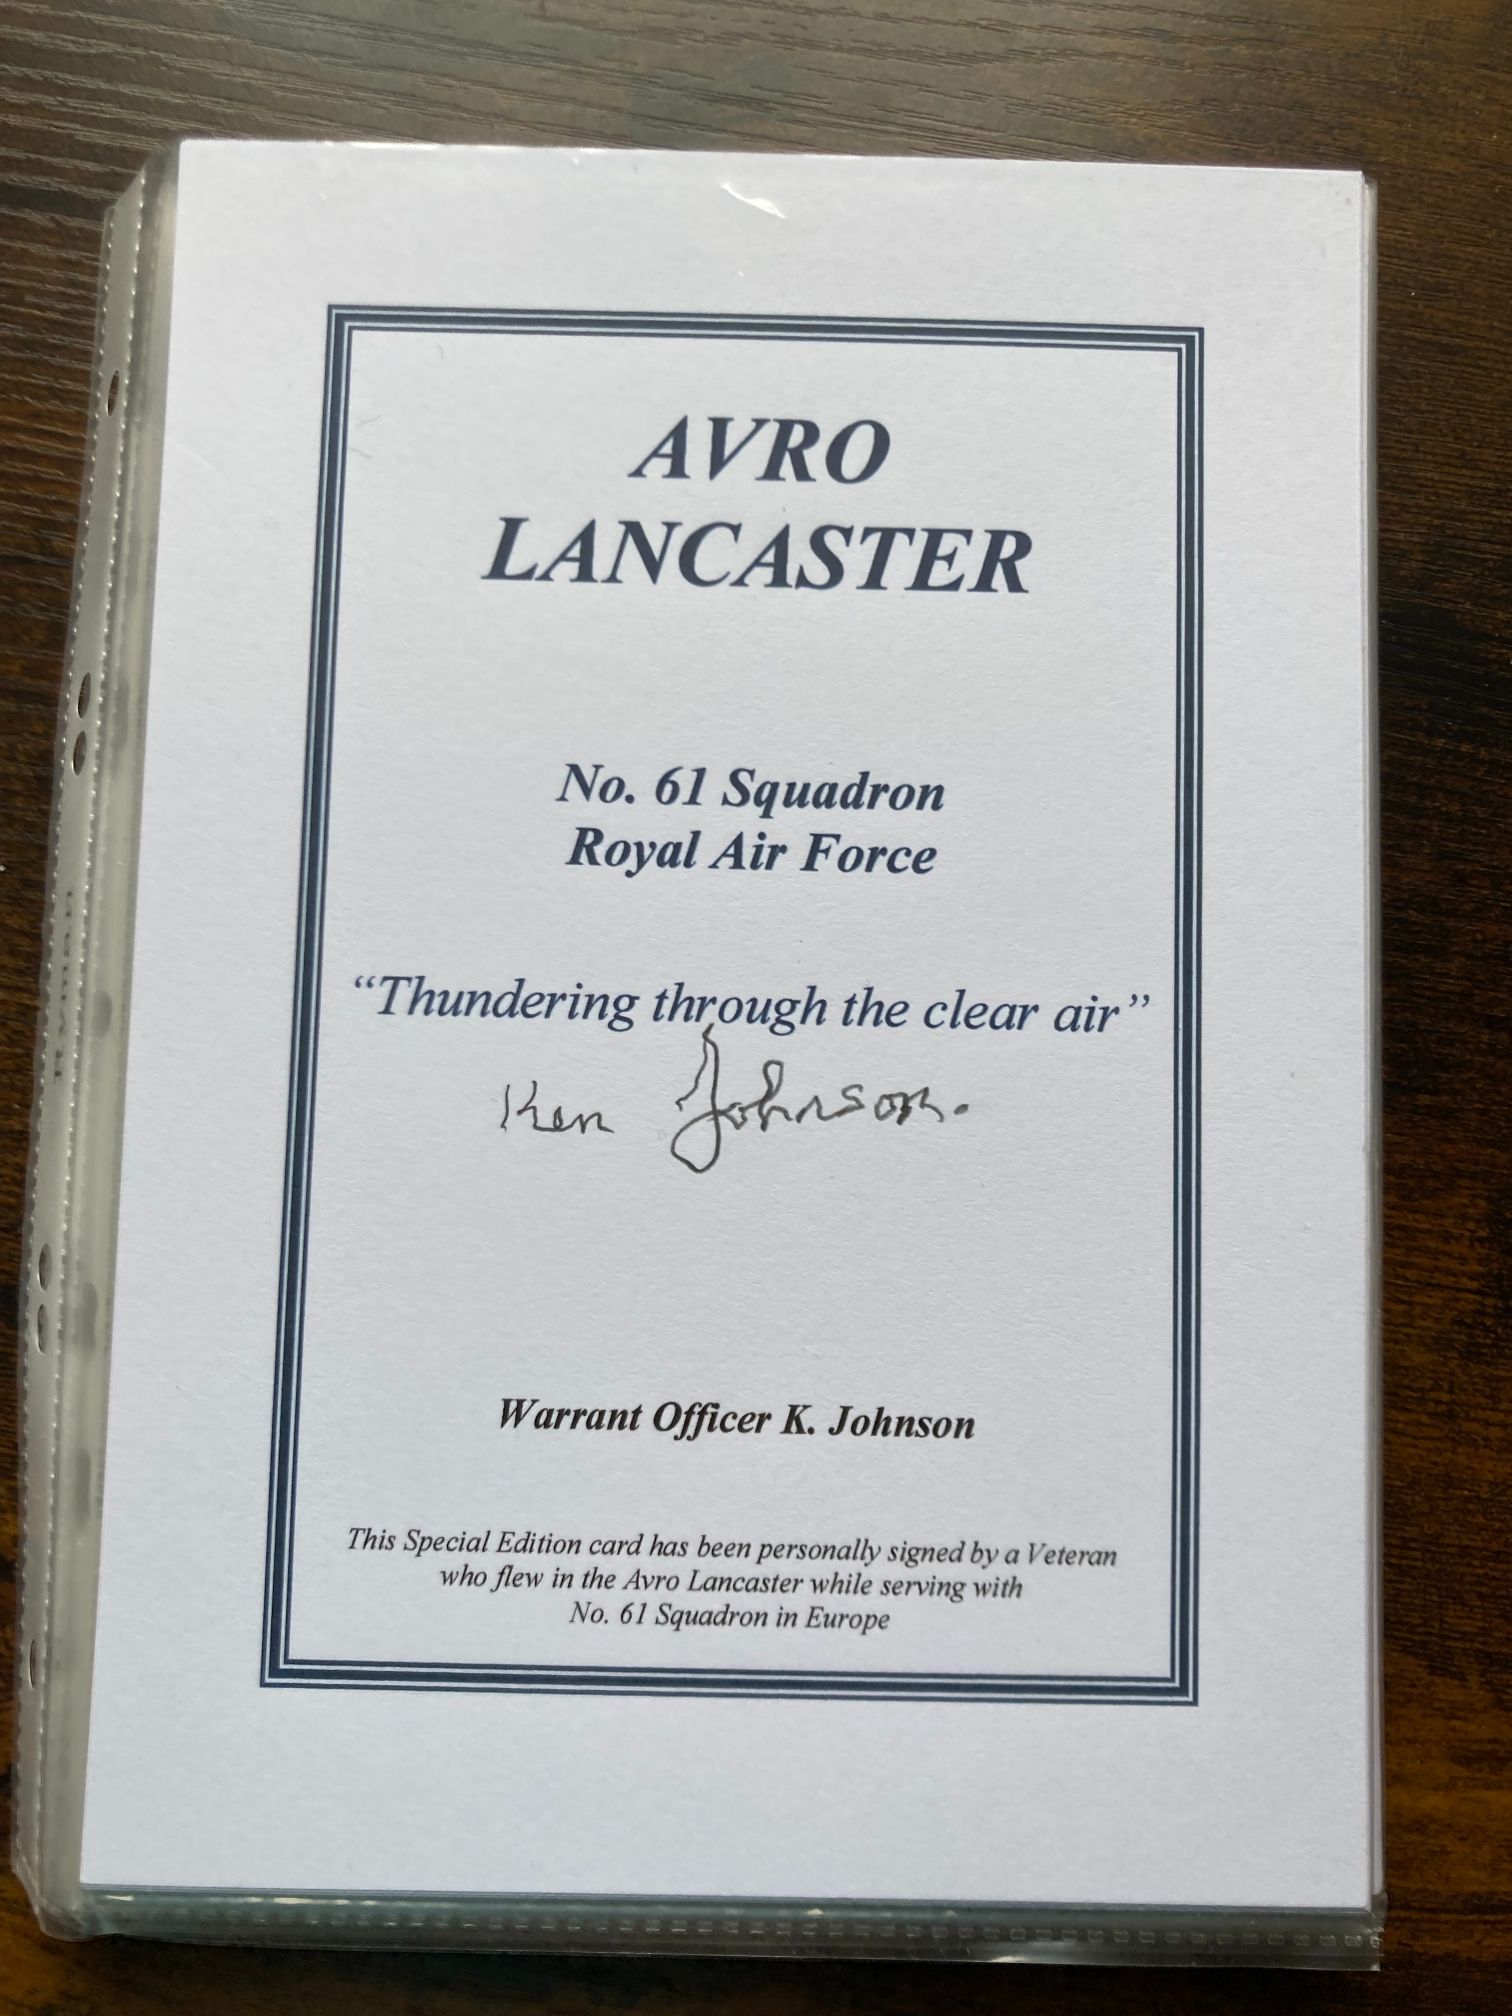 AVRO
LANCASTER
No. 61 Squadron
Royal Air Force
“Thundering through the clear air”
Ken Johnson.
Warrant Officer K. Johnson
This Special Edition card has been personally signed by a Veteran
who flew in the Avro Lancaster while serving with
No. 61 Squadron in Europe